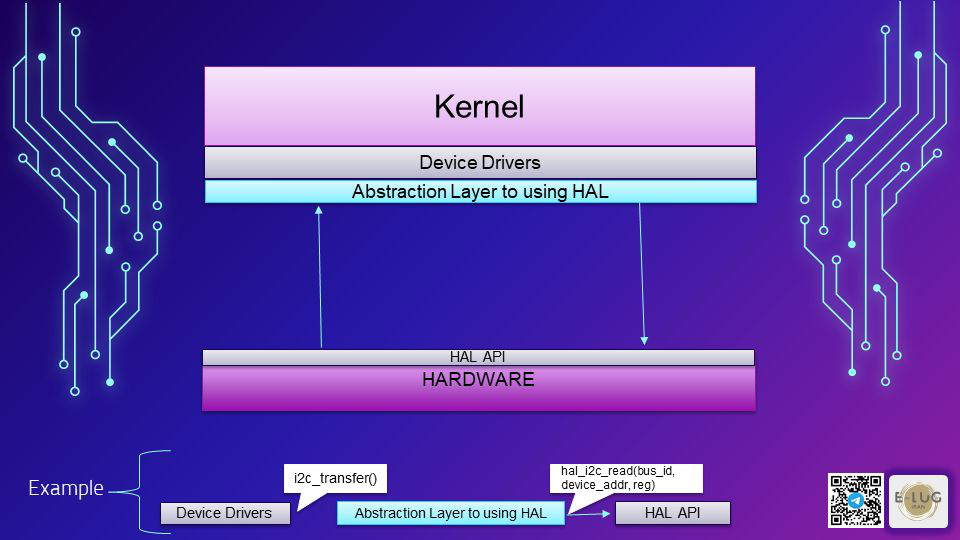 Kernel
Device Drivers
Abstraction Layer to using HAL
HAL API
HARDWARE
Example
i2c_transfer()
hal_i2c_read(bus_id,
device_addr, reg)
Device Drivers
Abstraction Layer to using HAL
HAL API
E-LUG
IRAN